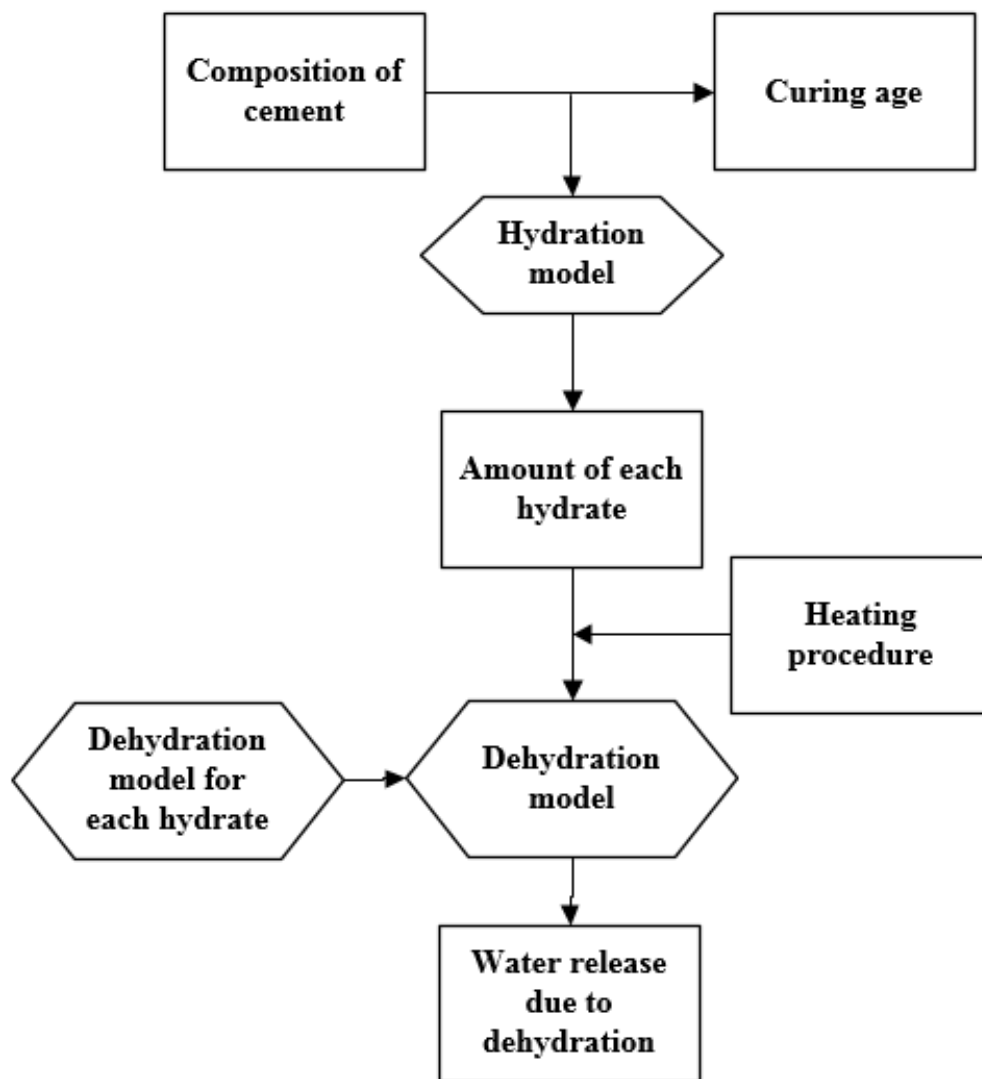 Composition of
cement
Curing age
Hydration
model
Amount of each
hydrate
Heating
procedure
Dehydration
model for
each hydrate
Dehydration
model
Water release
due to
dehydration